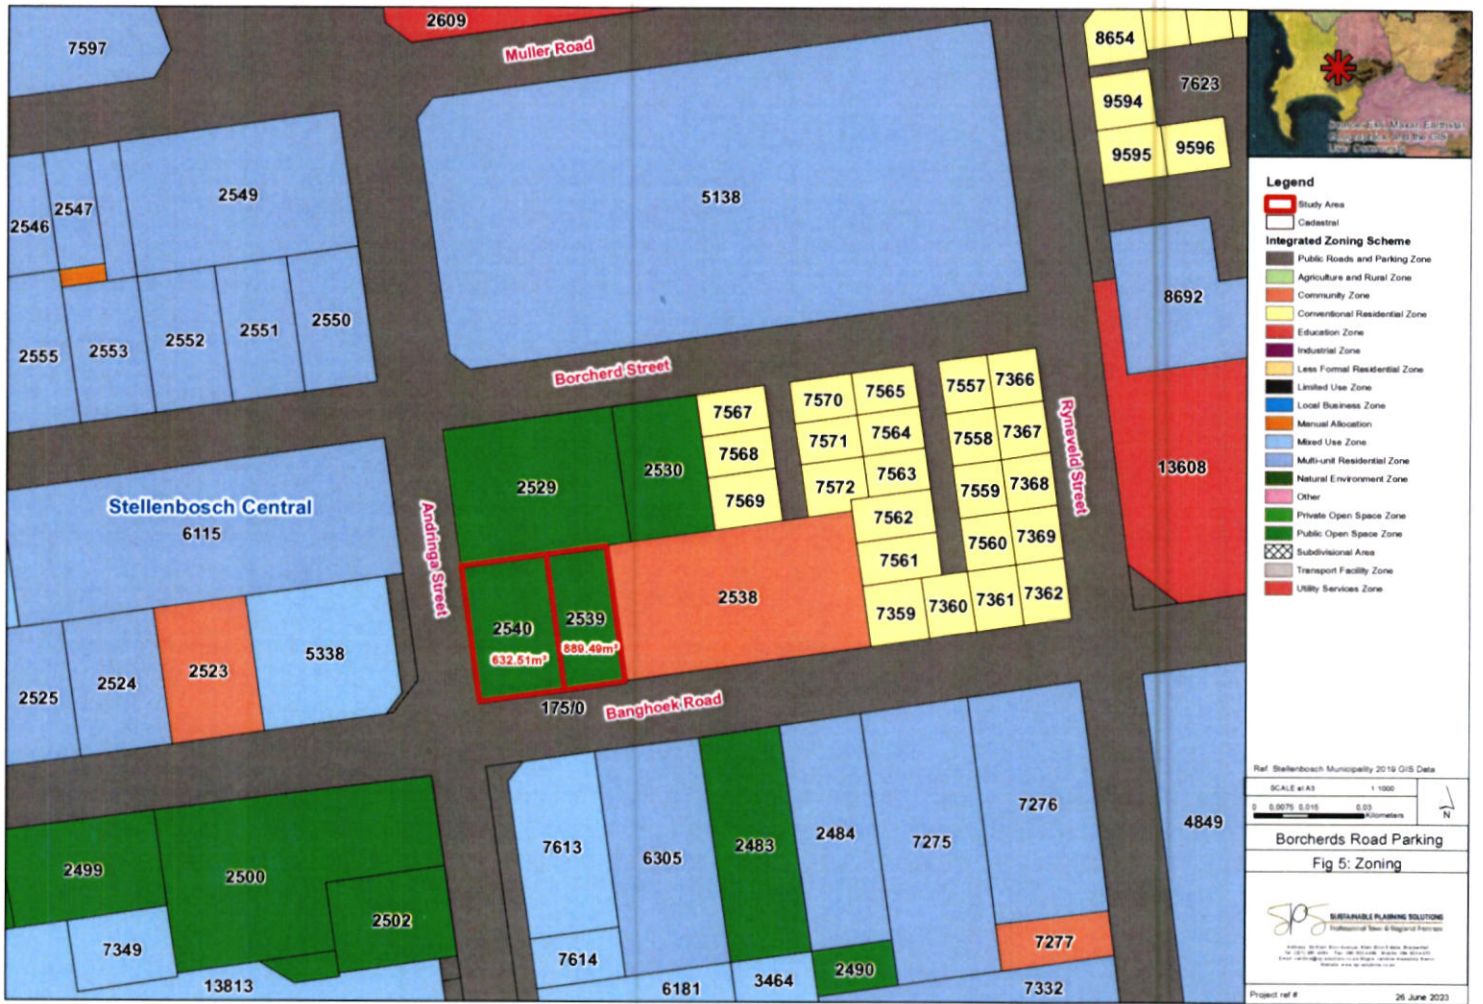 2609
7597
Muller Road
8654
7623
9594
9595
9596
2549
2547
2546
5138
8692
2550
2551
2552
2553
2555
Borcherd Street
7567
7568
7569
7570
7565
7571
7564
7572
7563
7562
7561
7557
7366
7558
7367
7559
7368
7560
7369
7359
7360
7361
7362
Ryneveld Street
13608
2529
2530
Stellenbosch Central
6115
Andringa Street
2540
632.51m²
2539
889.49m²
2538
2523
5338
2524
2525
175/0
Banghoek Road
7613
6305
2483
2484
7275
7276
4849
2499
2500
2502
7349
13813
7614
6181
3464
2490
7277
7332
Legend
Study Area
Cadastral
Integrated Zoning Scheme
Public Roads and Parking Zone
Agriculture and Rural Zone
Community Zone
Conventional Residential Zone
Education Zone
Industrial Zone
Less Formal Residential Zone
Limited Use Zone
Local Business Zone
Manual Allocation
Mixed Use Zone
Multi-unit Residential Zone
Natural Environment Zone
Other
Private Open Space Zone
Public Open Space Zone
Subdivisional Area
Transport Facility Zone
Utility Services Zone
Ref. Stellenbosch Municipality 2019 GIS Data
SCALE at A3 1:1000
0 0.0075 0.015 0.03
Kilometers
N
Borcherds Road Parking
Fig 5: Zoning
SPS
SUSTAINABLE PLANNING SOLUTIONS
Professional Town & Regional Planners
Project ref #
26 June 2023